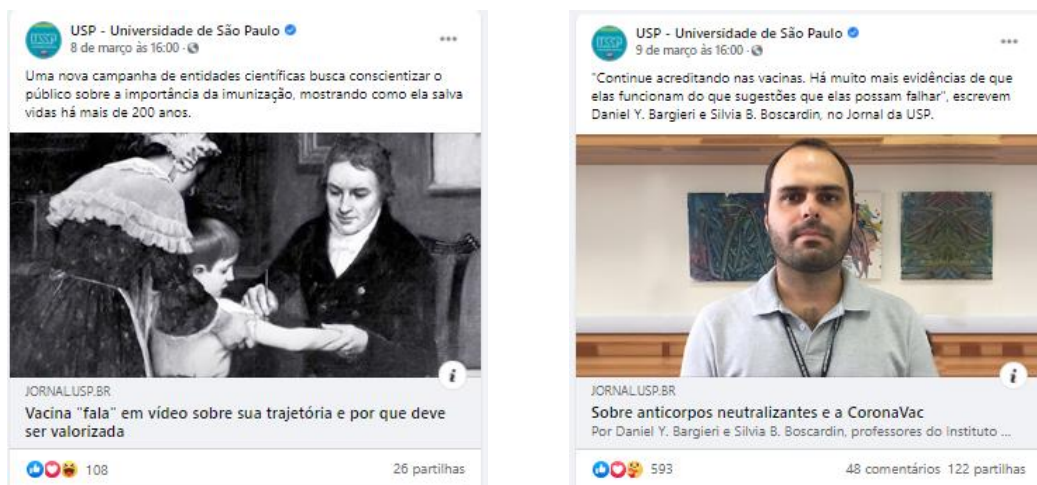 USP - Universidade de São Paulo
8 de março às 16:00
Uma nova campanha de entidades científicas busca conscientizar o
público sobre a importância da imunização, mostrando como ela salva
vidas há mais de 200 anos.
JORNAL.USP.BR
Vacina "fala" em vídeo sobre sua trajetória e por que deve
ser valorizada
108
26 partilhas
USP - Universidade de São Paulo
9 de março às 16:00
"Continue acreditando nas vacinas. Há muito mais evidências de que
elas funcionam do que sugestões que elas possam falhar", escrevem
Daniel Y. Bargieri e Silvia B. Boscardin, no Jornal da USP.
JORNAL.USP.BR
Sobre anticorpos neutralizantes e a CoronaVac
Por Daniel Y. Bargieri e Silvia B. Boscardin, professores do Instituto ...
593
48 comentários 122 partilhas